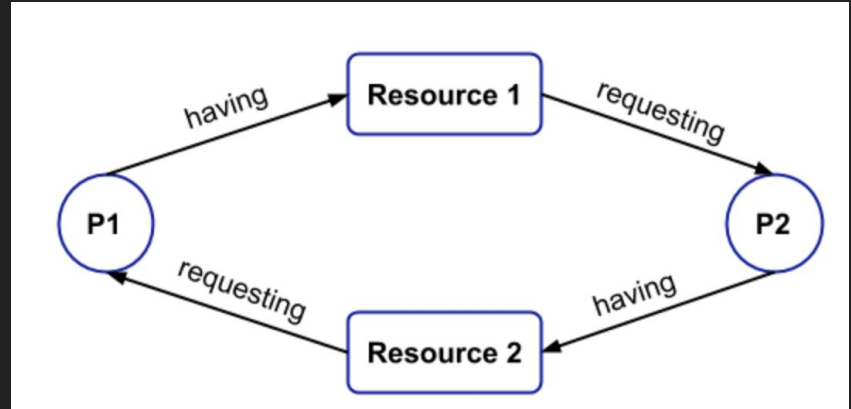 having
Resource 1
requesting
P1
P2
requesting
having
Resource 2